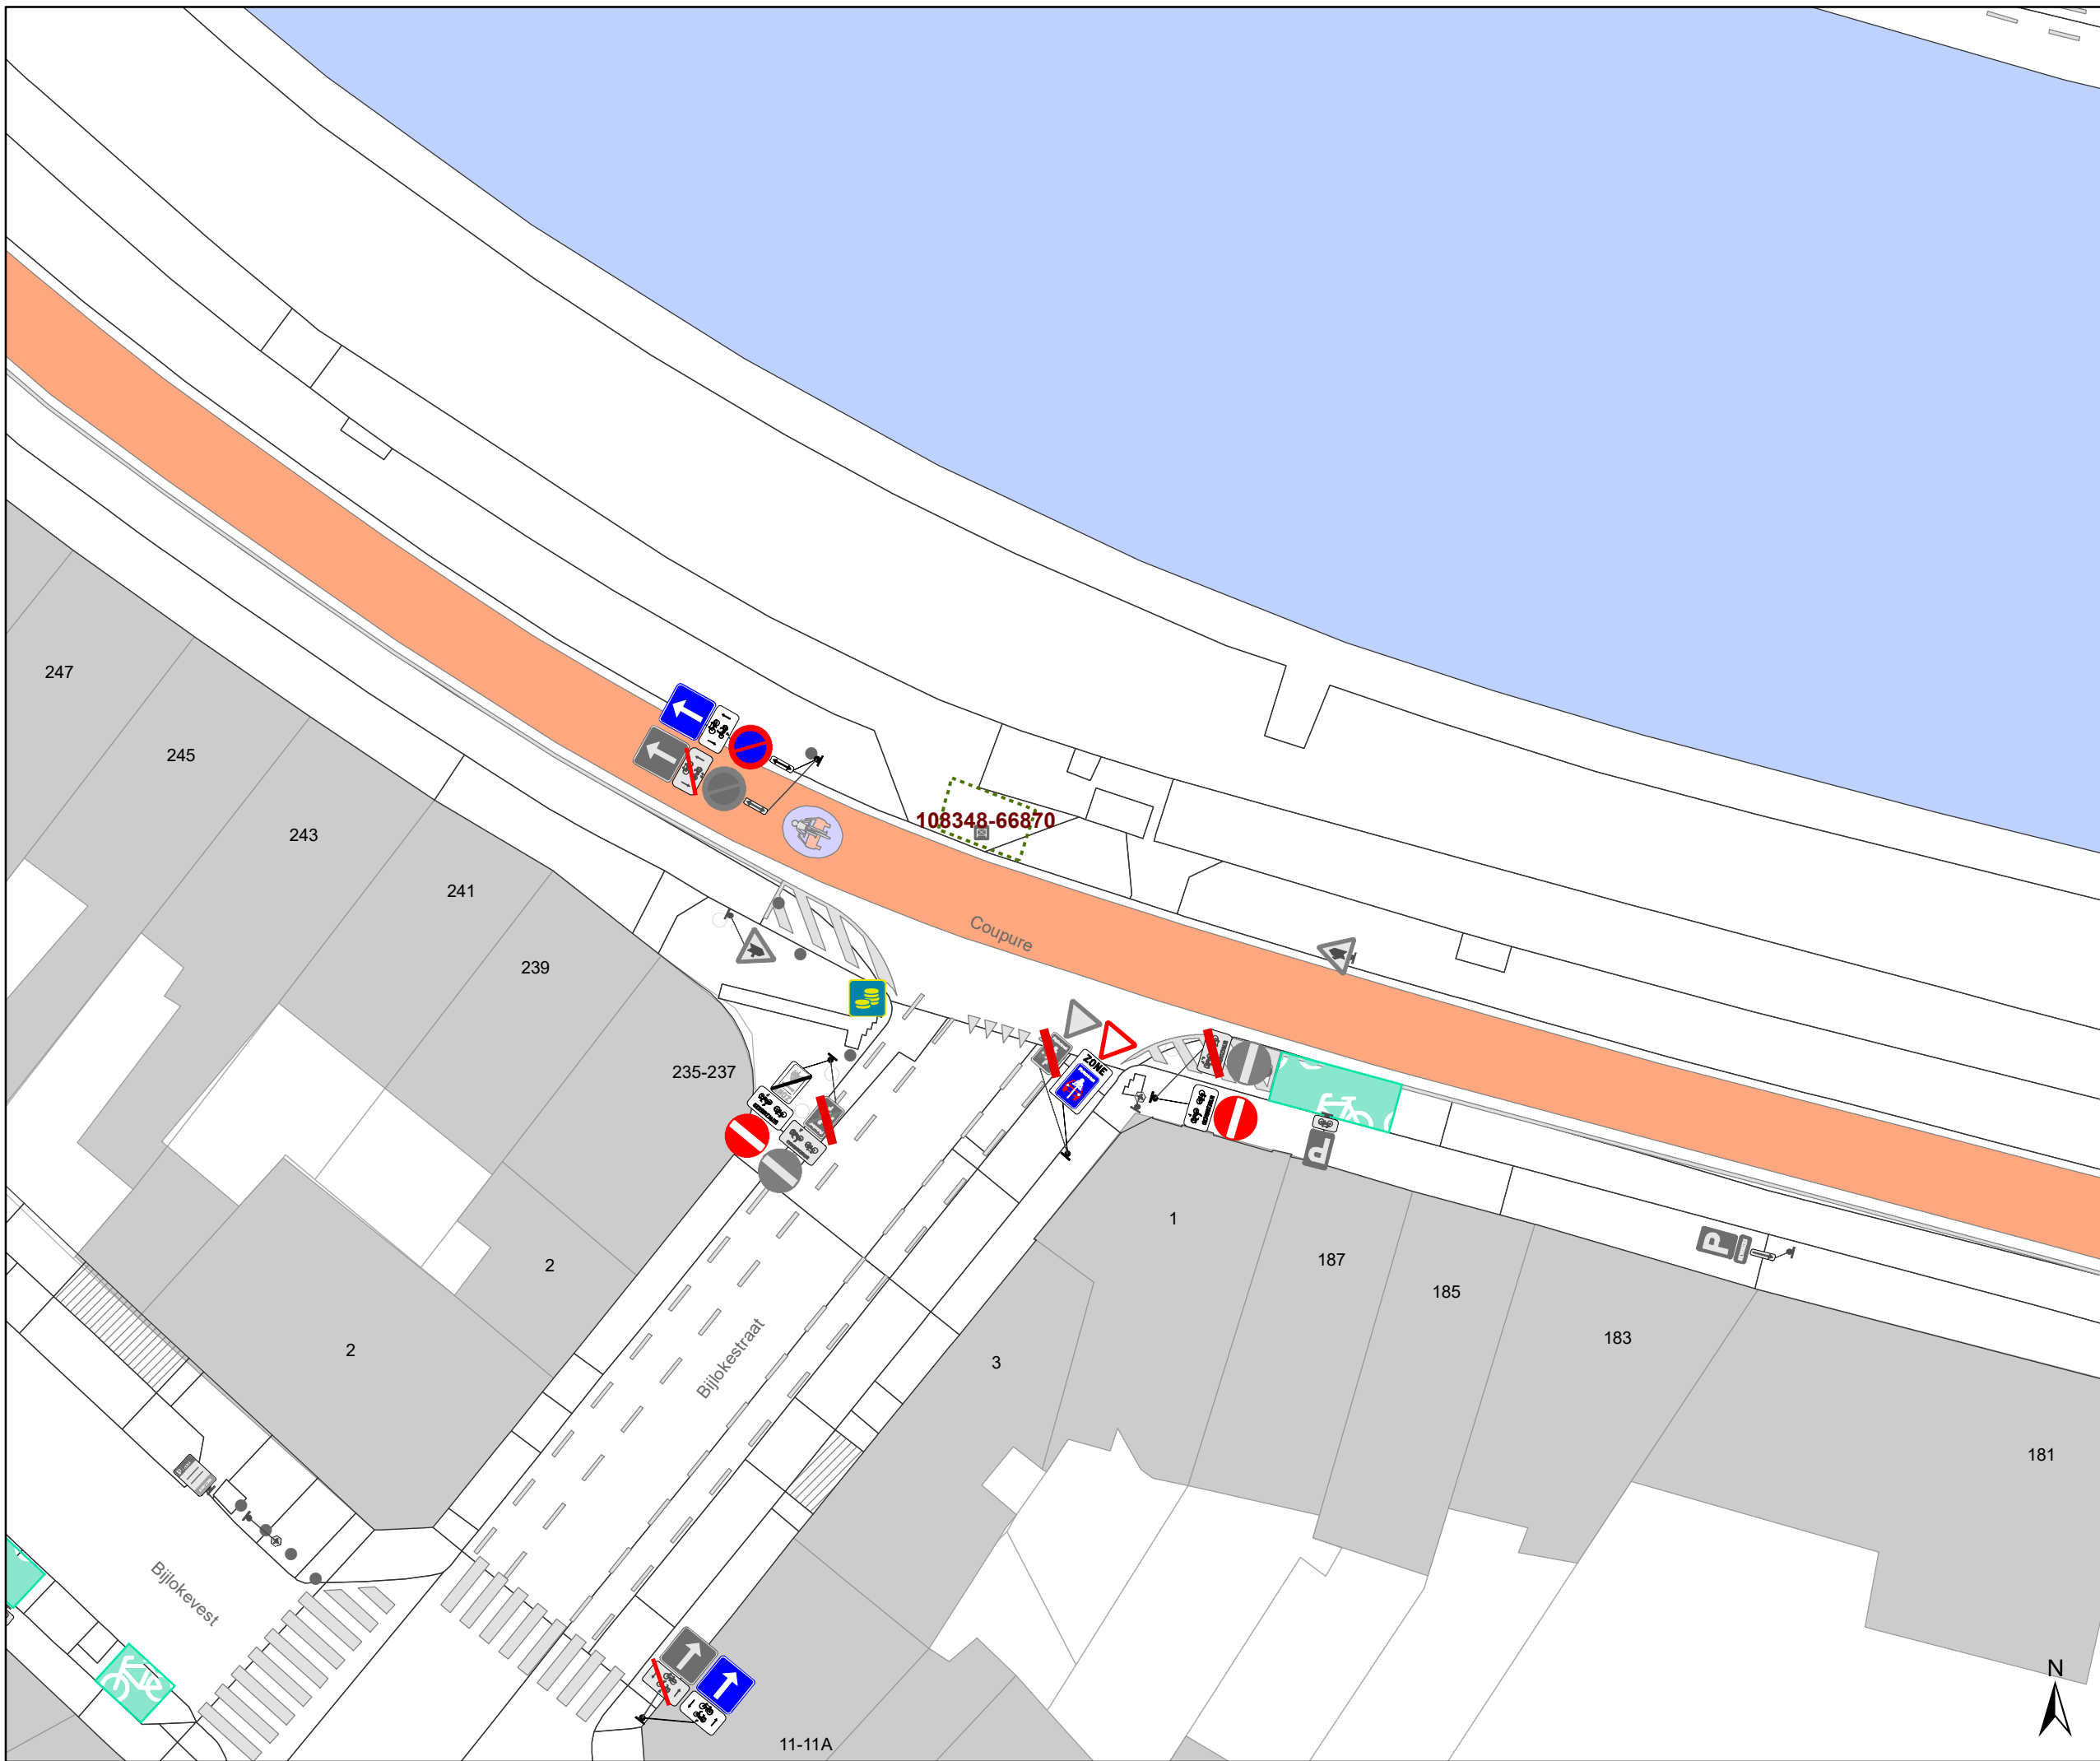 247
245
243
241
239
108348-66870
Coupure
235-237
ZONE
1
187
185
183
181
P
P
2
2
3
Bijlokestraat
Bijlokevest
11-11A
N